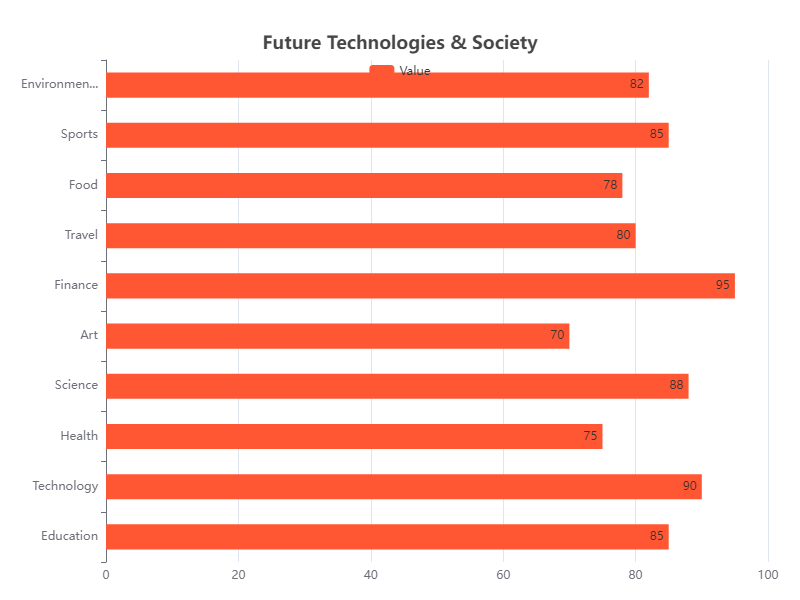 Future Technologies & Society
Value
Environmen... 82
Sports 85
Food 78
Travel 80
Finance 95
Art 70
Science 88
Health 75
Technology 90
Education 85
0 20 40 60 80 100